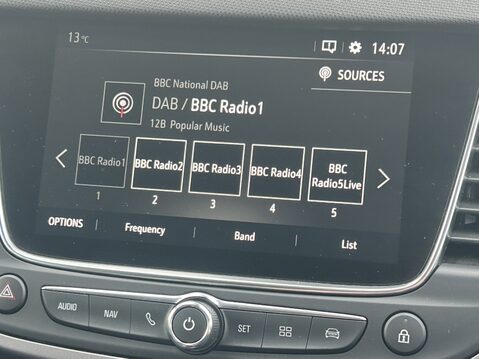 13 °C
14:07
SOURCES
BBC National DAB
DAB / BBC Radio1
12B Popular Music
BBC Radio1
BBC Radio2
BBC Radio3
BBC Radio4
BBC
Radio5Live
1 2 3 4 5
OPTIONS Frequency Band List
AUDIO NAV SET